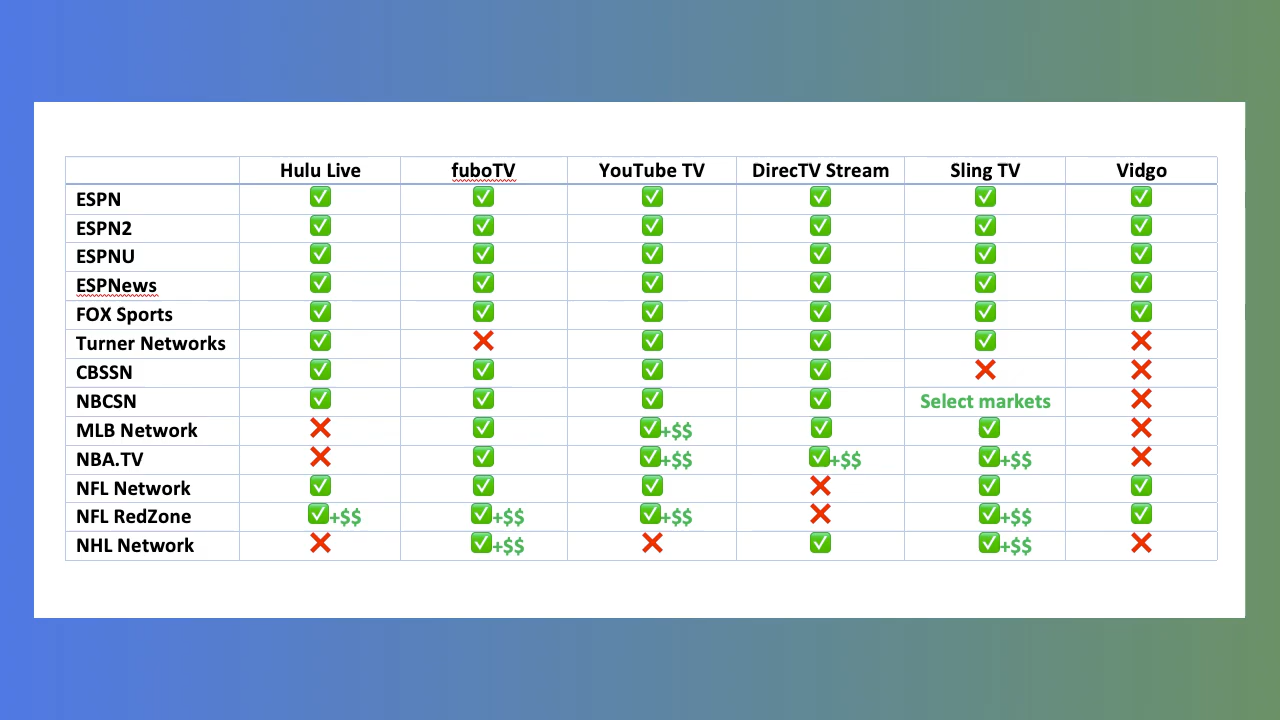 Hulu Live fuboTV YouTube TV DirecTV Stream Sling TV Vidgo
ESPN ✅ ✅ ✅ ✅ ✅ ✅
ESPN2 ✅ ✅ ✅ ✅ ✅ ✅
ESPNU ✅ ✅ ✅ ✅ ✅ ✅
ESPNews ✅ ✅ ✅ ✅ ✅ ✅
FOX Sports ✅ ✅ ✅ ✅ ✅ ✅
Turner Networks ✅ ❌ ✅ ✅ ✅ ❌
CBSSN ✅ ✅ ✅ ✅ ❌ ❌
NBCSN ✅ ✅ ✅ ✅ Select markets ❌
MLB Network ❌ ✅ ✅+$$ ✅ ✅ ❌
NBA.TV ❌ ✅ ✅+$$ ✅+$$ ✅+$$ ❌
NFL Network ✅ ✅ ✅ ❌ ✅ ✅
NFL RedZone ✅+$$ ✅+$$ ✅+$$ ❌ ✅+$$ ✅
NHL Network ❌ ✅+$$ ❌ ✅ ✅+$$ ❌